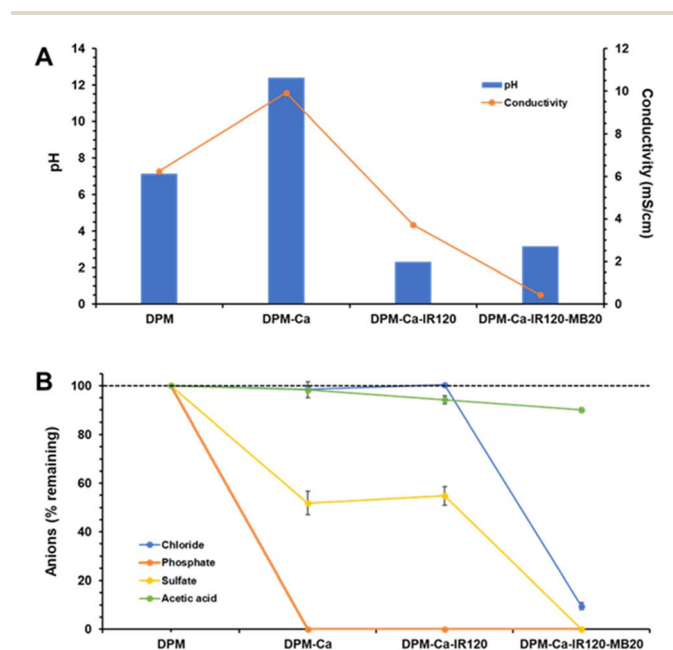 A
14
12
10
8
6
4
2
0
pH
12
10
8
6
4
2
0
Conductivity (mS/cm)
pH
Conductivity
DPM
DPM-Ca
DPM-Ca-IR120
DPM-Ca-IR120-MB20
B
100
80
60
40
20
0
Anions (% remaining)
Chloride
Phosphate
Sulfate
Acetic acid
DPM
DPM-Ca
DPM-Ca-IR120
DPM-Ca-IR120-MB20